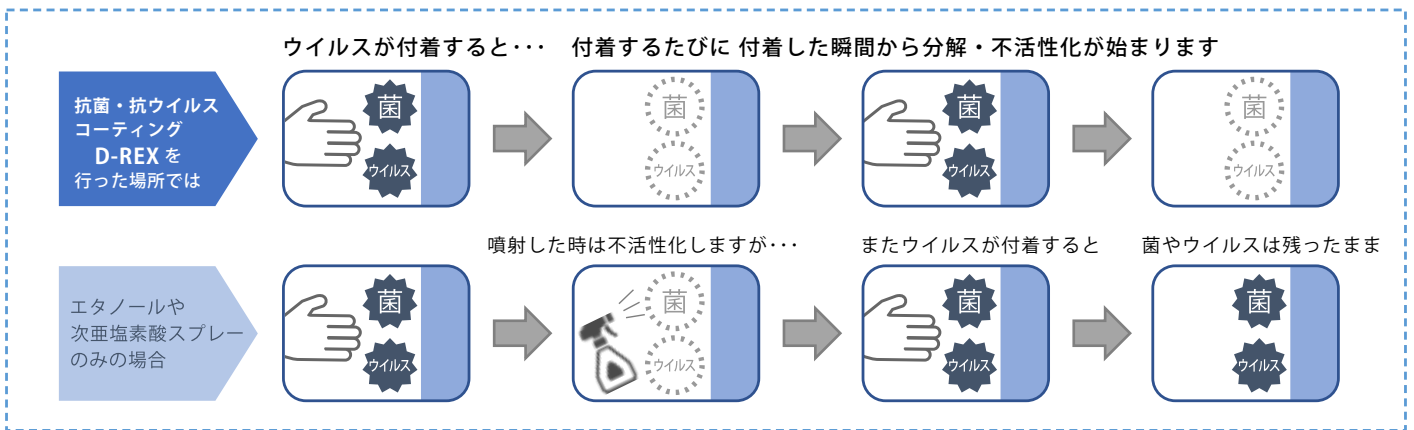 ウイルスが付着すると･･･
付着するたびに 付着した瞬間から分解・不活性化が始まります
抗菌・抗ウイルス
コーティング
D-REX を
行った場所では
菌
ウイルス
菌
ウイルス
菌
ウイルス
菌
ウイルス
噴射した時は不活性化しますが･･･
またウイルスが付着すると
菌やウイルスは残ったまま
エタノールや
次亜塩素酸スプレー
のみの場合
菌
ウイルス
菌
ウイルス
菌
ウイルス
菌
ウイルス